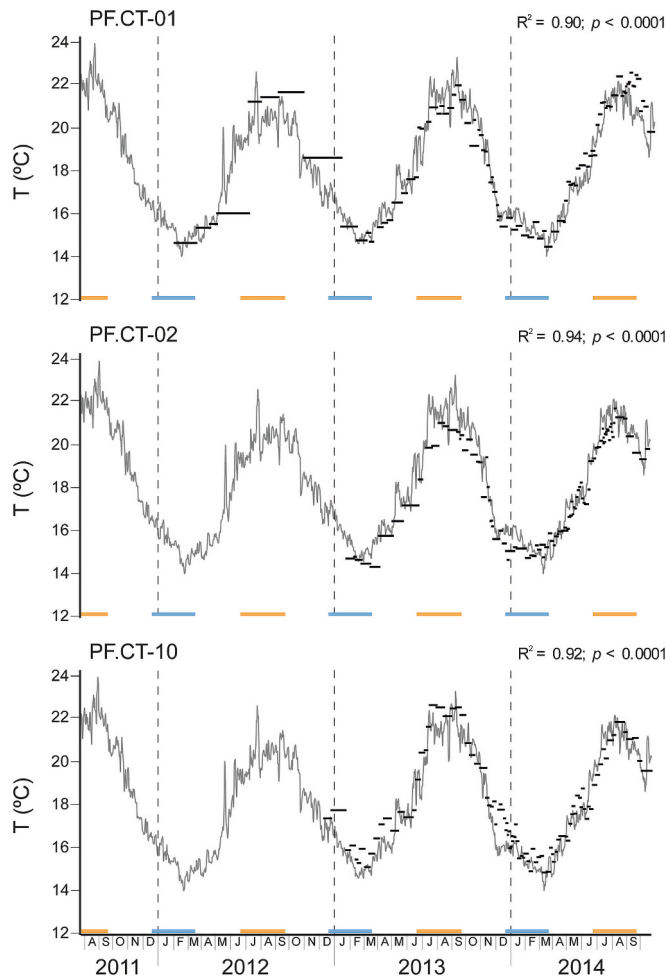 PF.CT-01
R² = 0.90; p < 0.0001
24
22
20
18
16
14
12
T (ºC)
PF.CT-02
R² = 0.94; p < 0.0001
24
22
20
18
16
14
12
T (ºC)
PF.CT-10
R² = 0.92; p < 0.0001
24
22
20
18
16
14
12
T (ºC)
A S O N D J F M A M J J A S O N D J F M A M J J A S O N D J F M A M J J A S
2011 2012 2013 2014